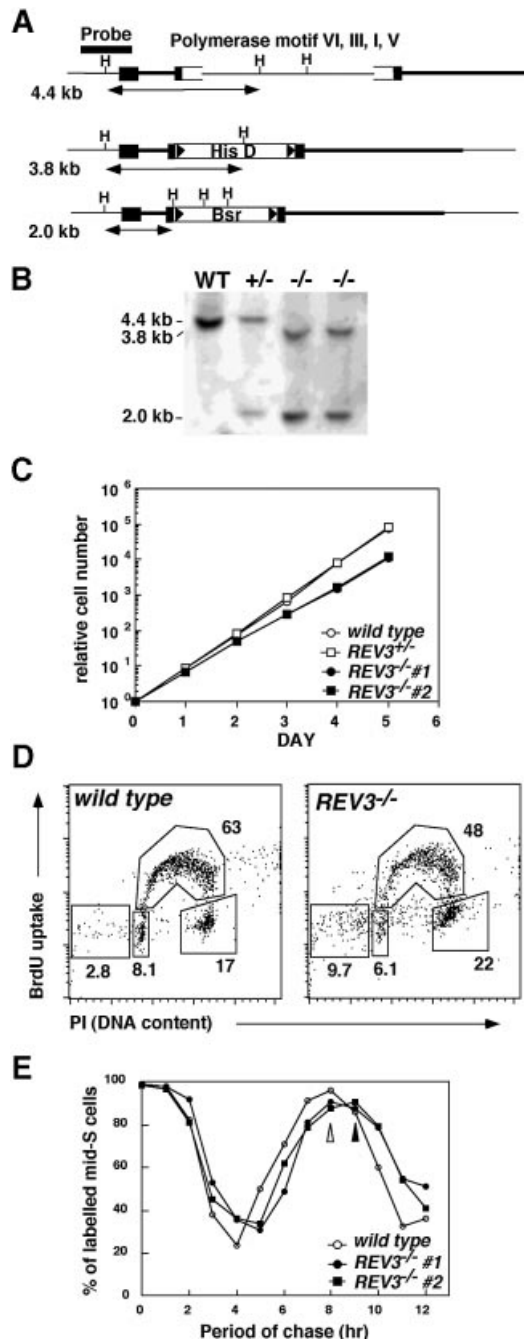 A
Probe
Polymerase motif VI, III, I, V
H
H
H
4.4 kb
H
H
His D
3.8 kb
H
H
H
H
Bsr
2.0 kb
B
WT +/- -/- -/-
4.4 kb
3.8 kb
2.0 kb
C
relative cell number
10^6
10^5
10^4
10^3
10^2
10^1
10^0
0 1 2 3 4 5 6
DAY
wild type
REV3+/-
REV3-/-#1
REV3-/-#2
D
BrdU uptake
wild type
63
2.8
8.1
17
REV3-/-
48
9.7
6.1
22
PI (DNA content)
E
% of labelled mid-S cells
100
80
60
40
20
0
0 2 4 6 8 10 12
Period of chase (hr)
wild type
REV3-/- #1
REV3-/- #2